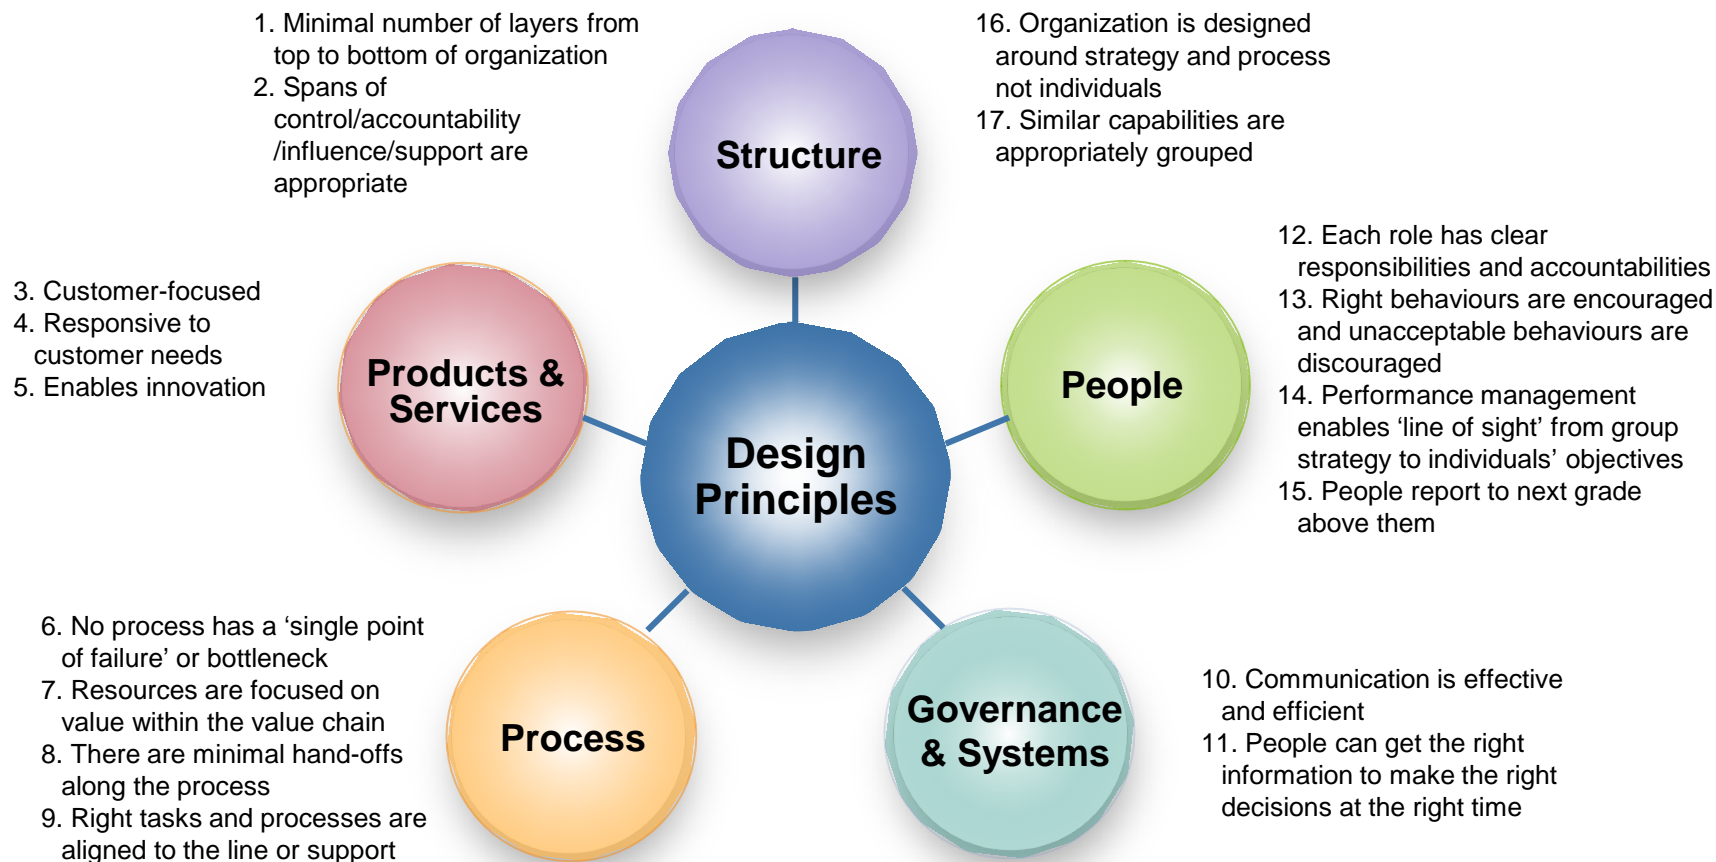 1. Minimal number of layers from
top to bottom of organization
2. Spans of
control/accountability
/influence/support are
appropriate
Structure
16. Organization is designed
around strategy and process
not individuals
17. Similar capabilities are
appropriately grouped
3. Customer-focused
4. Responsive to
customer needs
5. Enables innovation
Products &
Services
Design
Principles
People
12. Each role has clear
responsibilities and accountabilities
13. Right behaviours are encouraged
and unacceptable behaviours are
discouraged
14. Performance management
enables ‘line of sight’ from group
strategy to individuals’ objectives
15. People report to next grade
above them
6. No process has a ‘single point
of failure’ or bottleneck
7. Resources are focused on
value within the value chain
8. There are minimal hand-offs
along the process
9. Right tasks and processes are
aligned to the line or support
Process
Governance
& Systems
10. Communication is effective
and efficient
11. People can get the right
information to make the right
decisions at the right time